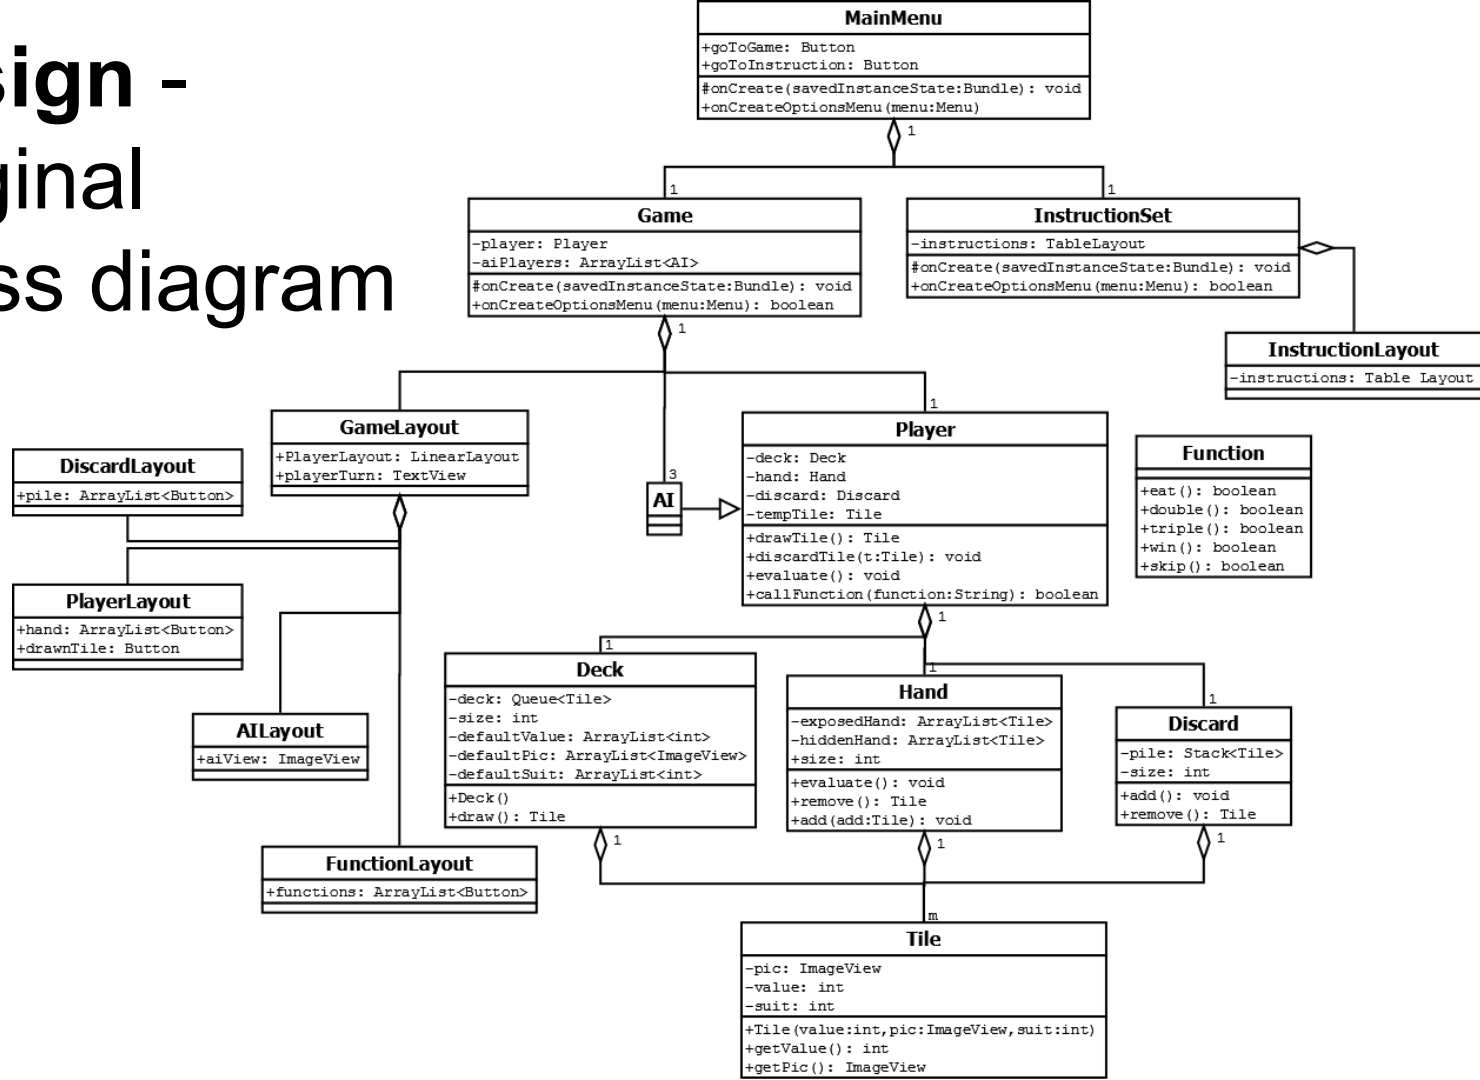 sign -
ginal
ss diagram
MainMenu
+goToGame: Button
+goToInstruction: Button
#onCreate(savedInstanceState:Bundle): void
+onCreateOptionsMenu(menu:Menu)
1
1
1
Game
-player: Player
-aiPlayers: ArrayList<AI>
#onCreate(savedInstanceState:Bundle): void
+onCreateOptionsMenu(menu:Menu): boolean
1
InstructionSet
-instructions: TableLayout
#onCreate(savedInstanceState:Bundle): void
+onCreateOptionsMenu(menu:Menu): boolean
InstructionLayout
-instructions: Table Layout
GameLayout
+PlayerLayout: LinearLayout
+playerTurn: TextView
DiscardLayout
+pile: ArrayList<Button>
PlayerLayout
+hand: ArrayList<Button>
+drawnTile: Button
AILayout
+aiView: ImageView
FunctionLayout
+functions: ArrayList<Button>
3
AI
1
Player
-deck: Deck
-hand: Hand
-discard: Discard
-tempTile: Tile
+drawTile(): Tile
+discardTile(t:Tile): void
+evaluate(): void
+callFunction(function:String): boolean
1
Function
+eat(): boolean
+double(): boolean
+triple(): boolean
+win(): boolean
+skip(): boolean
1
Deck
-deck: Queue<Tile>
-size: int
-defaultValue: ArrayList<int>
-defaultPic: ArrayList<ImageView>
-defaultSuit: ArrayList<int>
+Deck()
+draw(): Tile
1
1
Hand
-exposedHand: ArrayList<Tile>
-hiddenHand: ArrayList<Tile>
+size: int
+evaluate(): void
+remove(): Tile
+add(add:Tile): void
1
1
Discard
-pile: Stack<Tile>
-size: int
+add(): void
+remove(): Tile
1
m
Tile
-pic: ImageView
-value: int
-suit: int
+Tile(value:int,pic:ImageView,suit:int)
+getValue(): int
+getPic(): ImageView